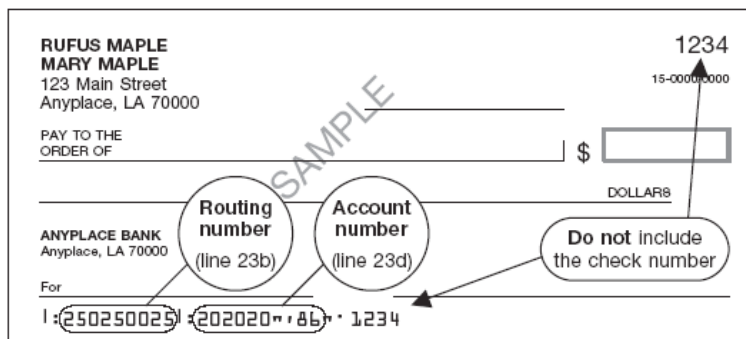 RUFUS MAPLE
MARY MAPLE
123 Main Street
Anyplace, LA 70000
1234
15-0000/0000
PAY TO THE
ORDER OF
$
SAMPLE
DOLLARS
Routing
number
(line 23b)
Account
number
(line 23d)
ANYPLACE BANK
Anyplace, LA 70000
Do not include
the check number
For
|:250250025|:202020"'86"' 1234